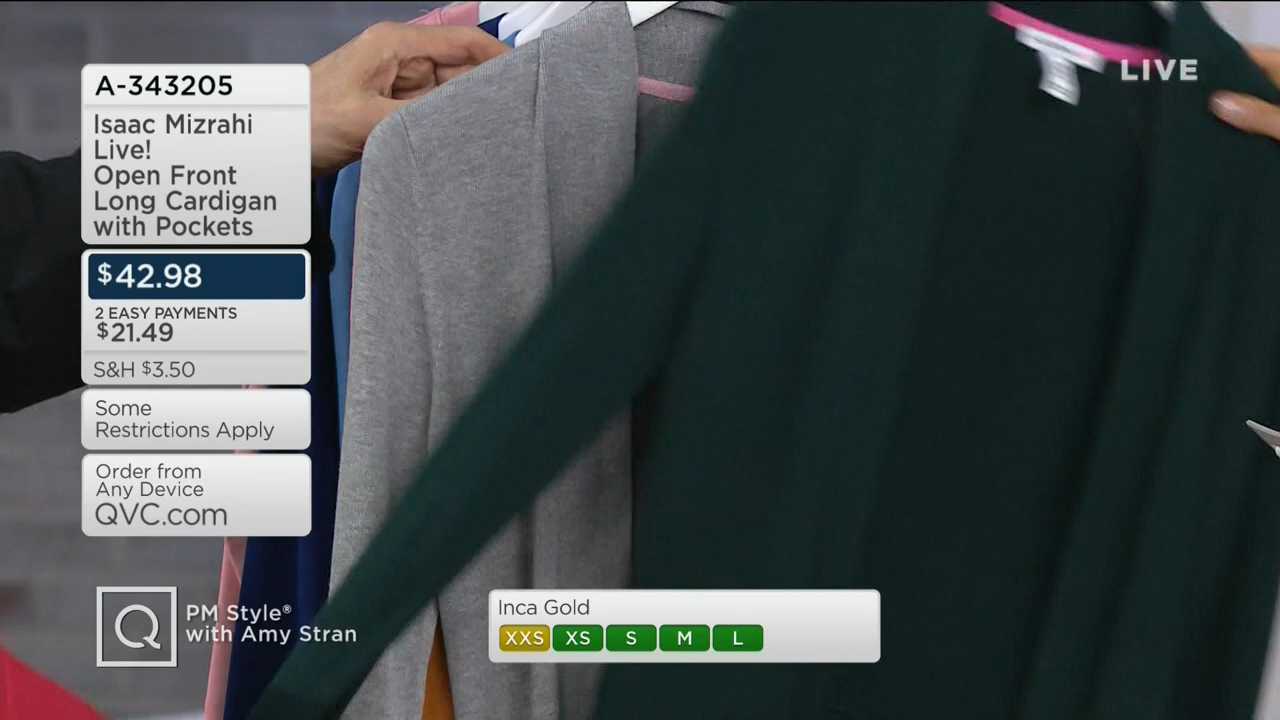 A-343205
Isaac Mizrahi
Live!
Open Front
Long Cardigan
with Pockets
$42.98
2 EASY PAYMENTS
$21.49
S&H $3.50
Some
Restrictions Apply
Order from
Any Device
QVC.com
LIVE
Q
PM Style®
with Amy Stran
Inca Gold
XXS XS S M L